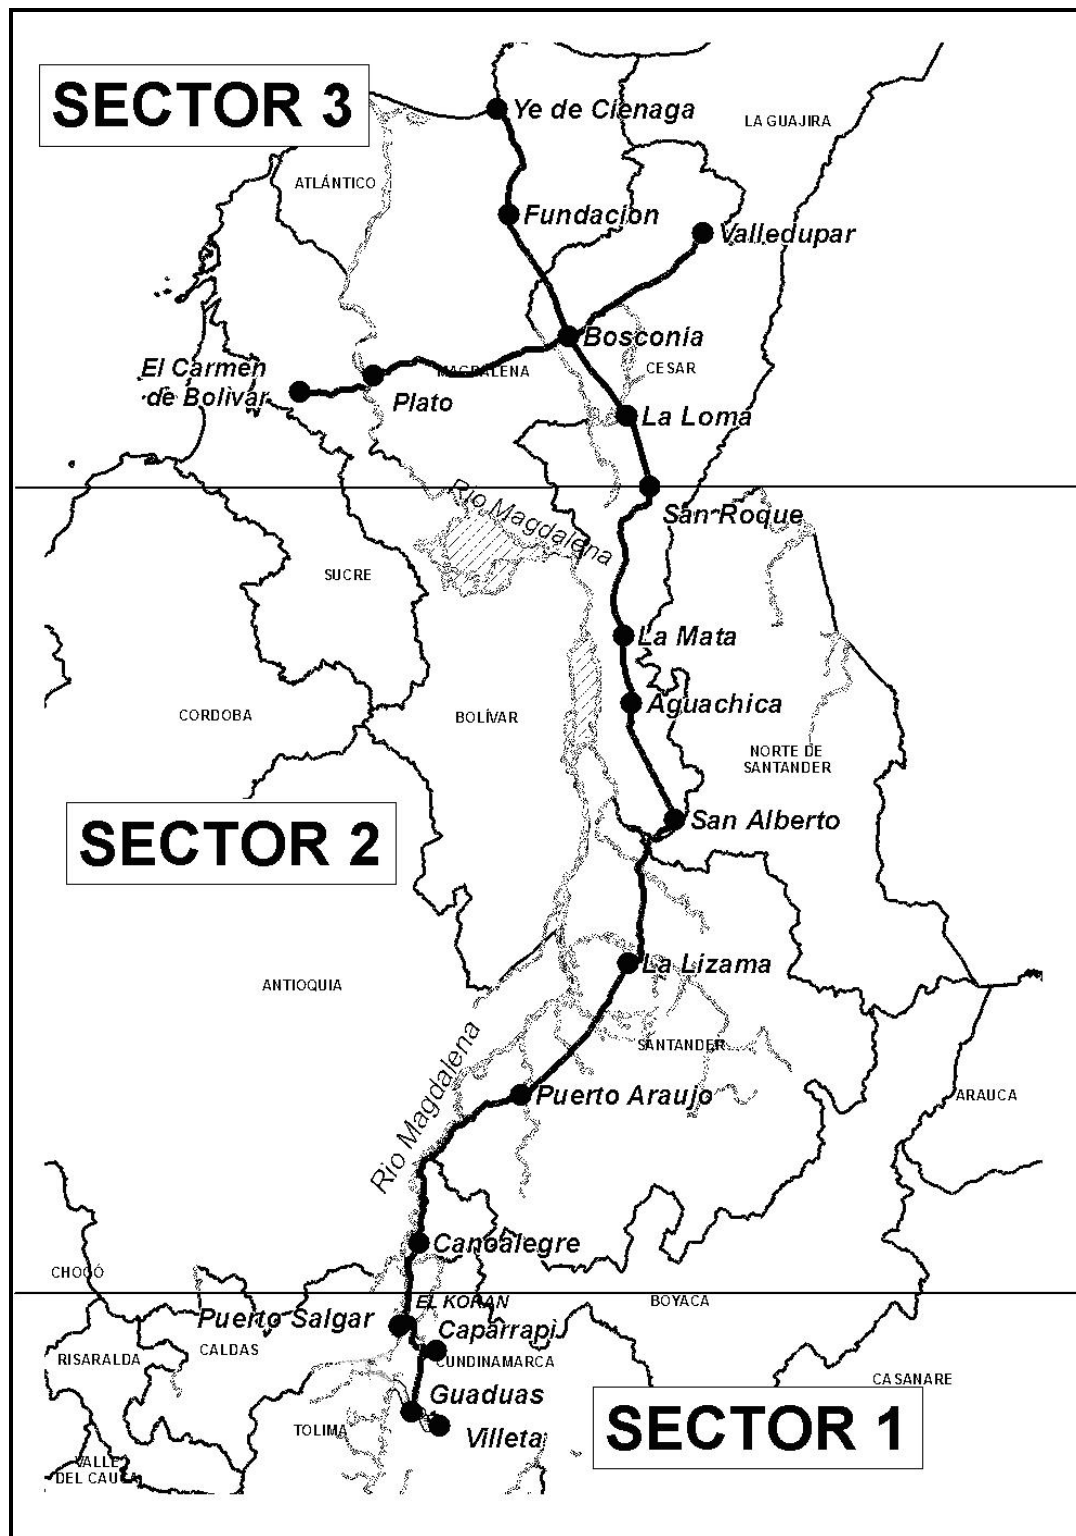 SECTOR 3
Ye de Cienaga
LA GUAJIRA
ATLÁNTICO
Fundacion
Valledupar
Bosconia
El Carmen
de Bolivar
MAGDALENA
CESAR
Plato
La Loma
Rio Magdalena
San Roque
SUCRE
La Mata
CORDOBA
BOLÍVAR
Aguachica
NORTE DE
SANTANDER
San Alberto
SECTOR 2
La Lizama
ANTIOQUIA
Rio Magdalena
SANTANDER
Puerto Araujo
ARAUCA
Canoalegre
CHOCÓ
EL KORAN
BOYACA
Puerto Salgar
Caparrapi
RISARALDA
CALDAS
CUNDINAMARCA
CASANARE
Guaduas
TOLIMA
Villeta
SECTOR 1
VALLE
DEL CAUCA